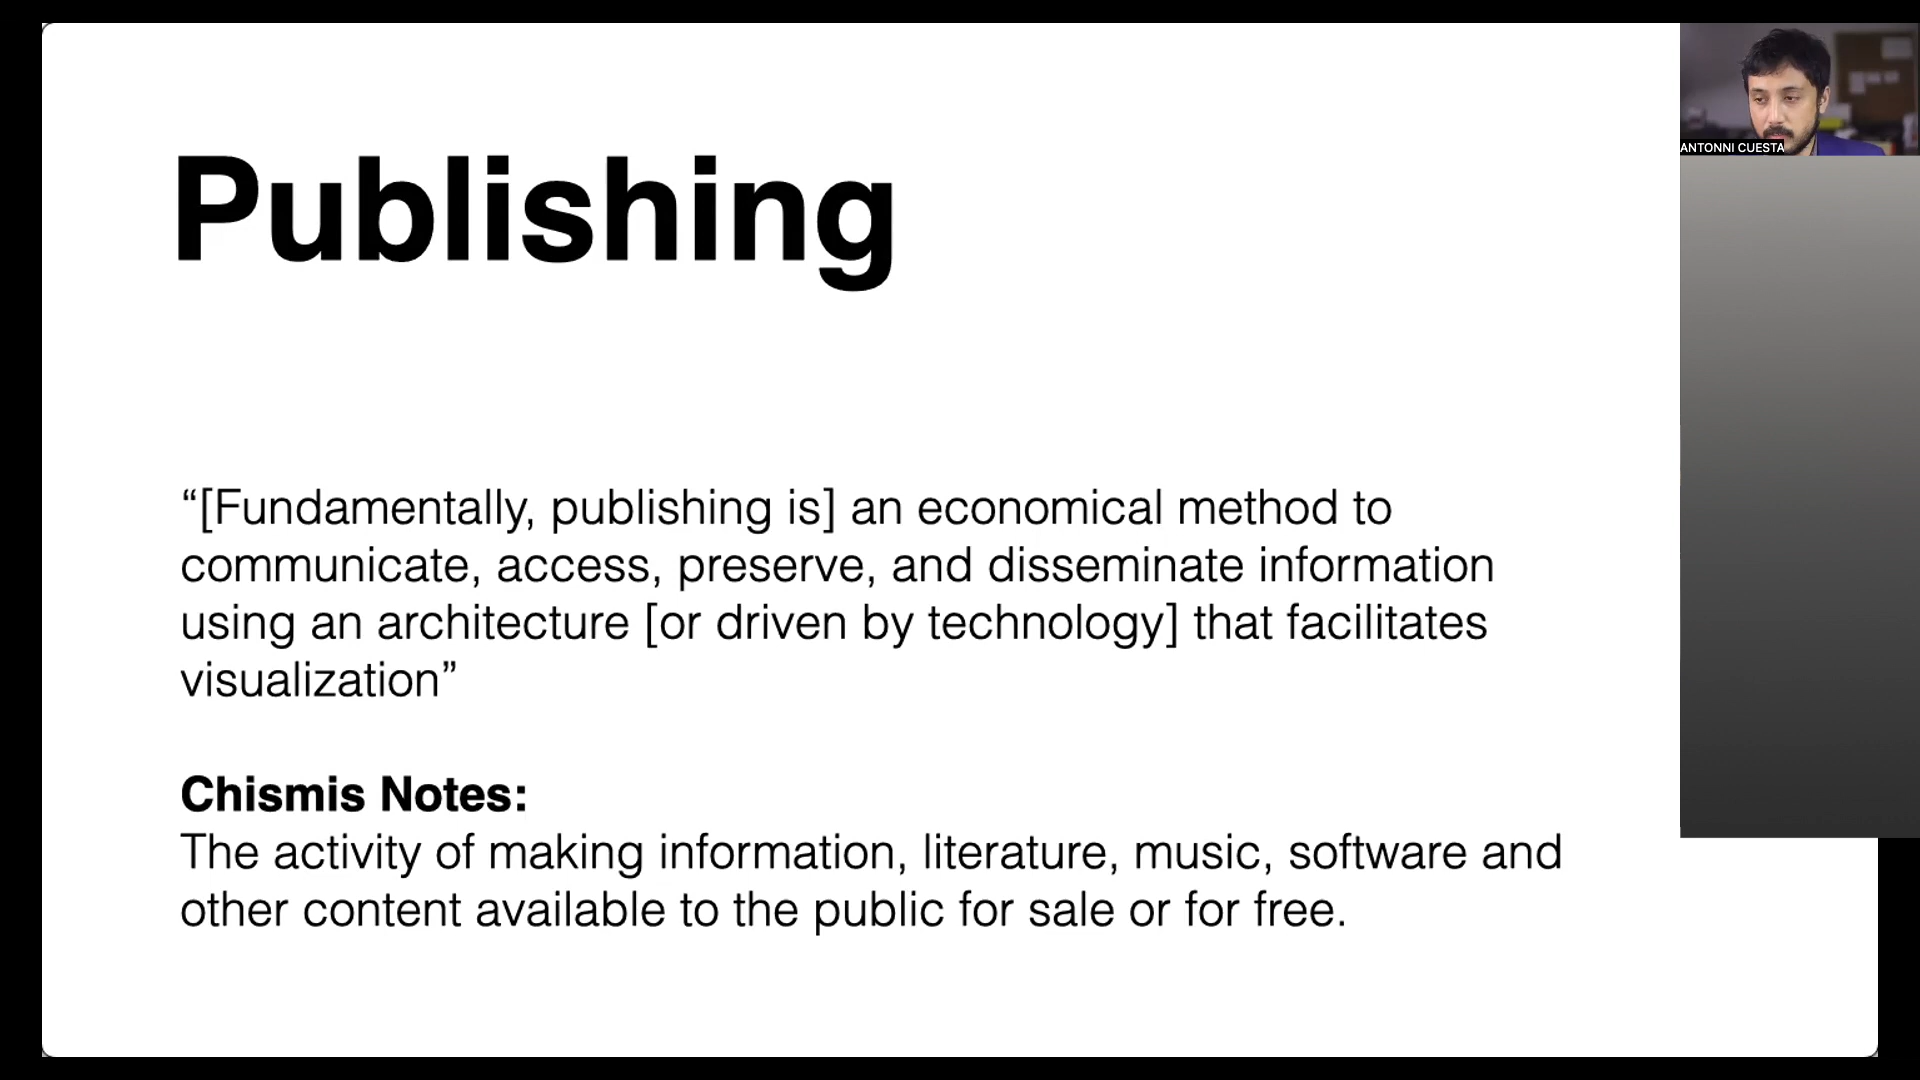 Publishing
ANTONNI CUESTA
“[Fundamentally, publishing is] an economical method to
communicate, access, preserve, and disseminate information
using an architecture [or driven by technology] that facilitates
visualization”
Chismis Notes:
The activity of making information, literature, music, software and
other content available to the public for sale or for free.